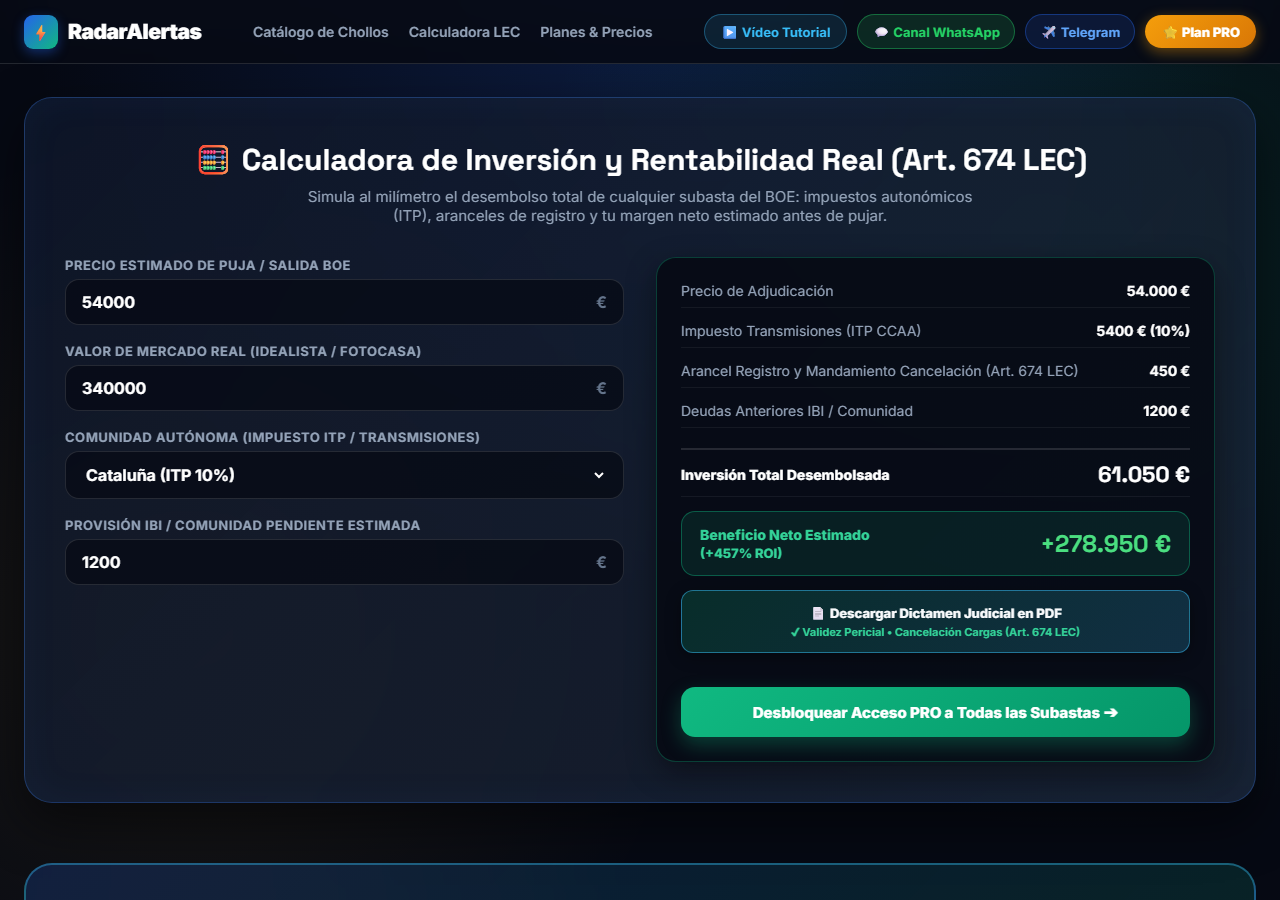 RadarAlertas
Catálogo de Chollos
Calculadora LEC
Planes & Precios
Vídeo Tutorial
Canal WhatsApp
Telegram
Plan PRO
Calculadora de Inversión y Rentabilidad Real (Art. 674 LEC)
Simula al milímetro el desembolso total de cualquier subasta del BOE: impuestos autonómicos
(ITP), aranceles de registro y tu margen neto estimado antes de pujar.
PRECIO ESTIMADO DE PUJA / SALIDA BOE
54000 €
VALOR DE MERCADO REAL (IDEALISTA / FOTOCASA)
340000 €
COMUNIDAD AUTÓNOMA (IMPUESTO ITP / TRANSMISIONES)
Cataluña (ITP 10%)
PROVISIÓN IBI / COMUNIDAD PENDIENTE ESTIMADA
1200 €
Precio de Adjudicación 54.000 €
Impuesto Transmisiones (ITP CCAA) 5400 € (10%)
Arancel Registro y Mandamiento Cancelación (Art. 674 LEC) 450 €
Deudas Anteriores IBI / Comunidad 1200 €
Inversión Total Desembolsada 61.050 €
Beneficio Neto Estimado
(+457% ROI)
+278.950 €
Descargar Dictamen Judicial en PDF
✓ Validez Pericial • Cancelación Cargas (Art. 674 LEC)
Desbloquear Acceso PRO a Todas las Subastas ➔